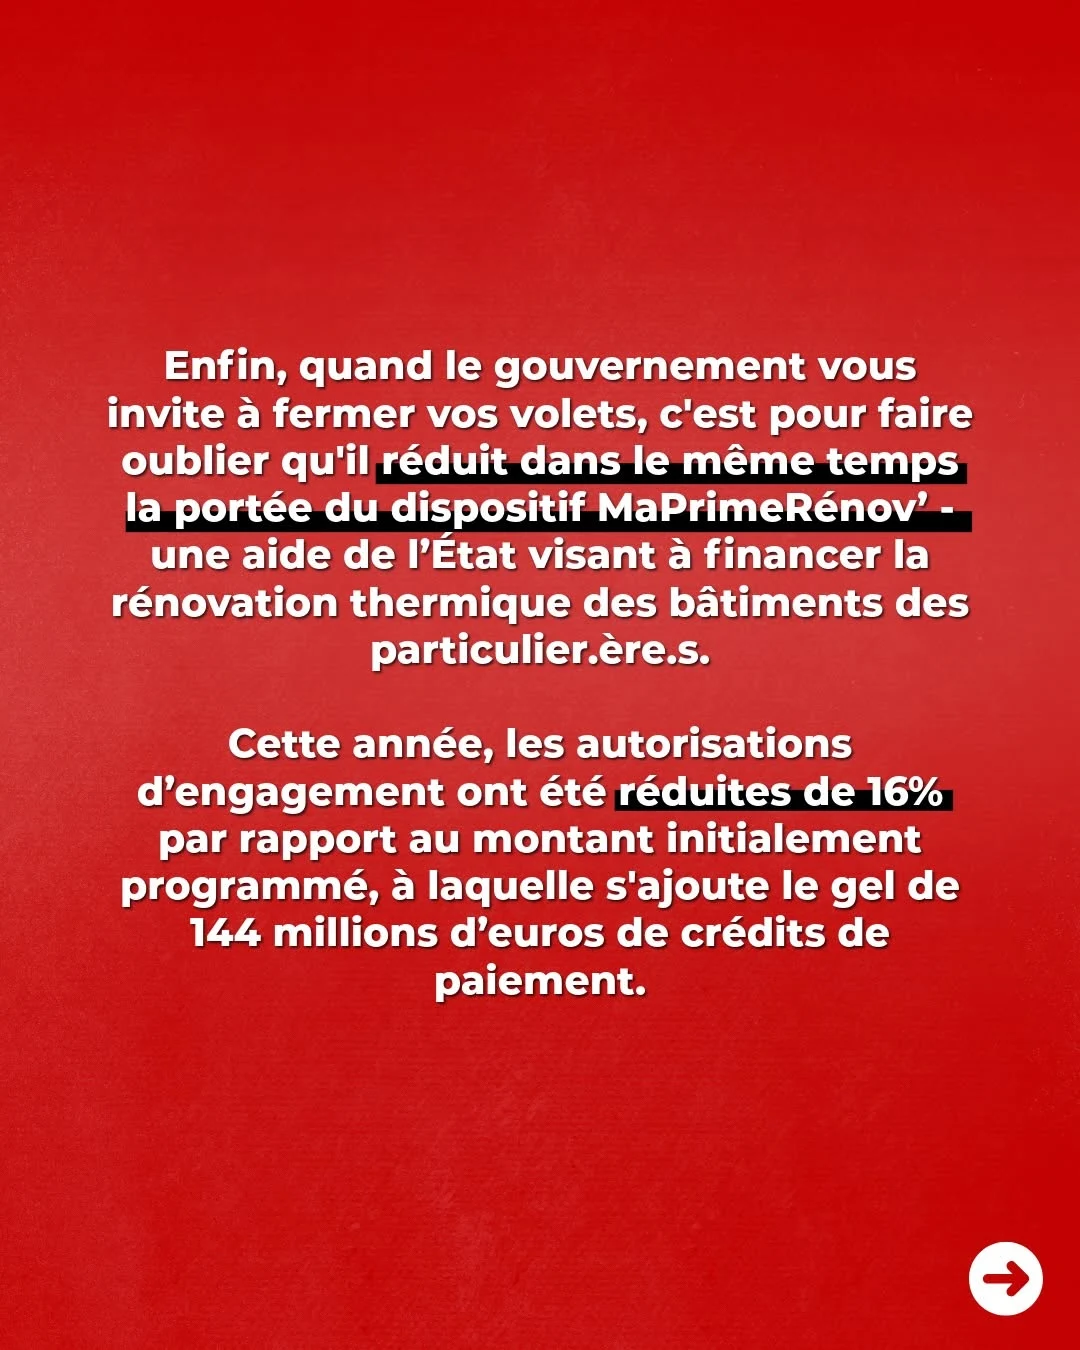 Enfin, quand le gouvernement vous
invite à fermer vos volets, c'est pour faire
oublier qu'il réduit dans le même temps
la portée du dispositif MaPrimeRénov’ -
une aide de l’État visant à financer la
rénovation thermique des bâtiments des
particulier.ère.s.
Cette année, les autorisations
d’engagement ont été réduites de 16%
par rapport au montant initialement
programmé, à laquelle s'ajoute le gel de
144 millions d’euros de crédits de
paiement.